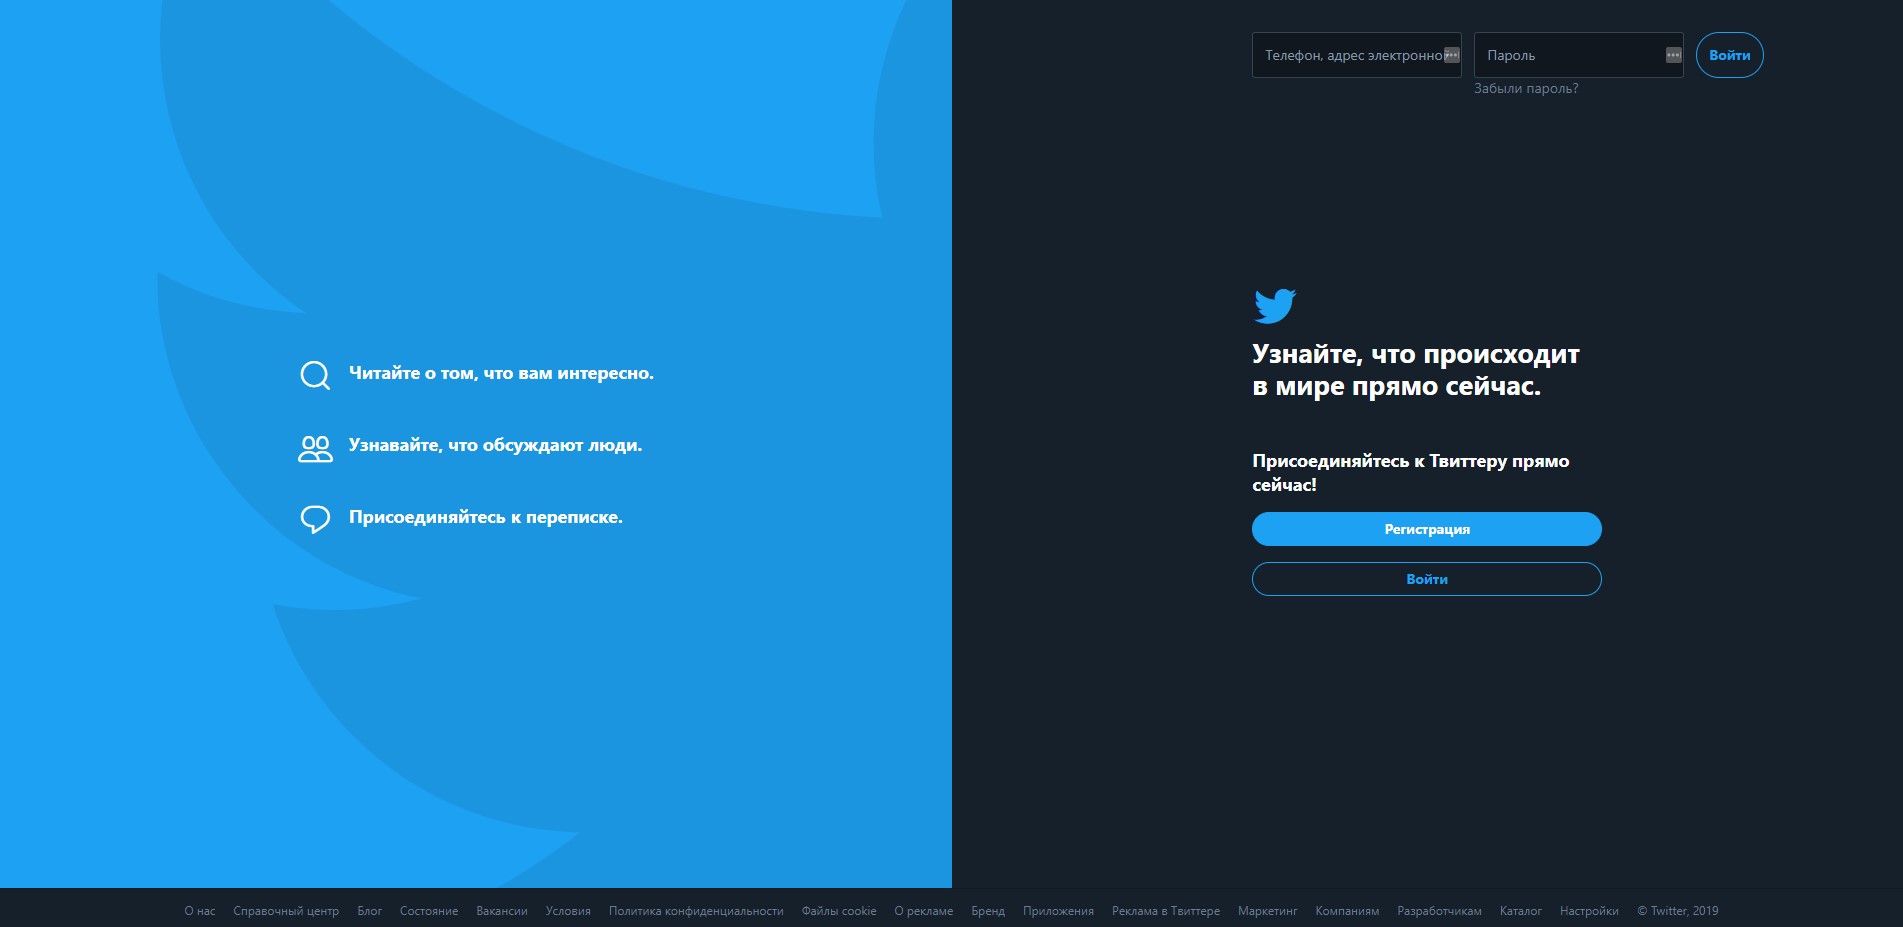 Телефон, адрес электронной
Пароль
Войти
Забыли пароль?
Читайте о том, что вам интересно.
Узнавайте, что обсуждают люди.
Присоединяйтесь к переписке.
Узнайте, что происходит
в мире прямо сейчас.
Присоединяйтесь к Твиттеру прямо
сейчас!
Регистрация
Войти
О нас Справочный центр Блог Состояние Вакансии Условия Политика конфиденциальности Файлы cookie О рекламе Бренд Приложения Реклама в Твиттере Маркетинг Компаниям Разработчикам Каталог Настройки © Twitter, 2019